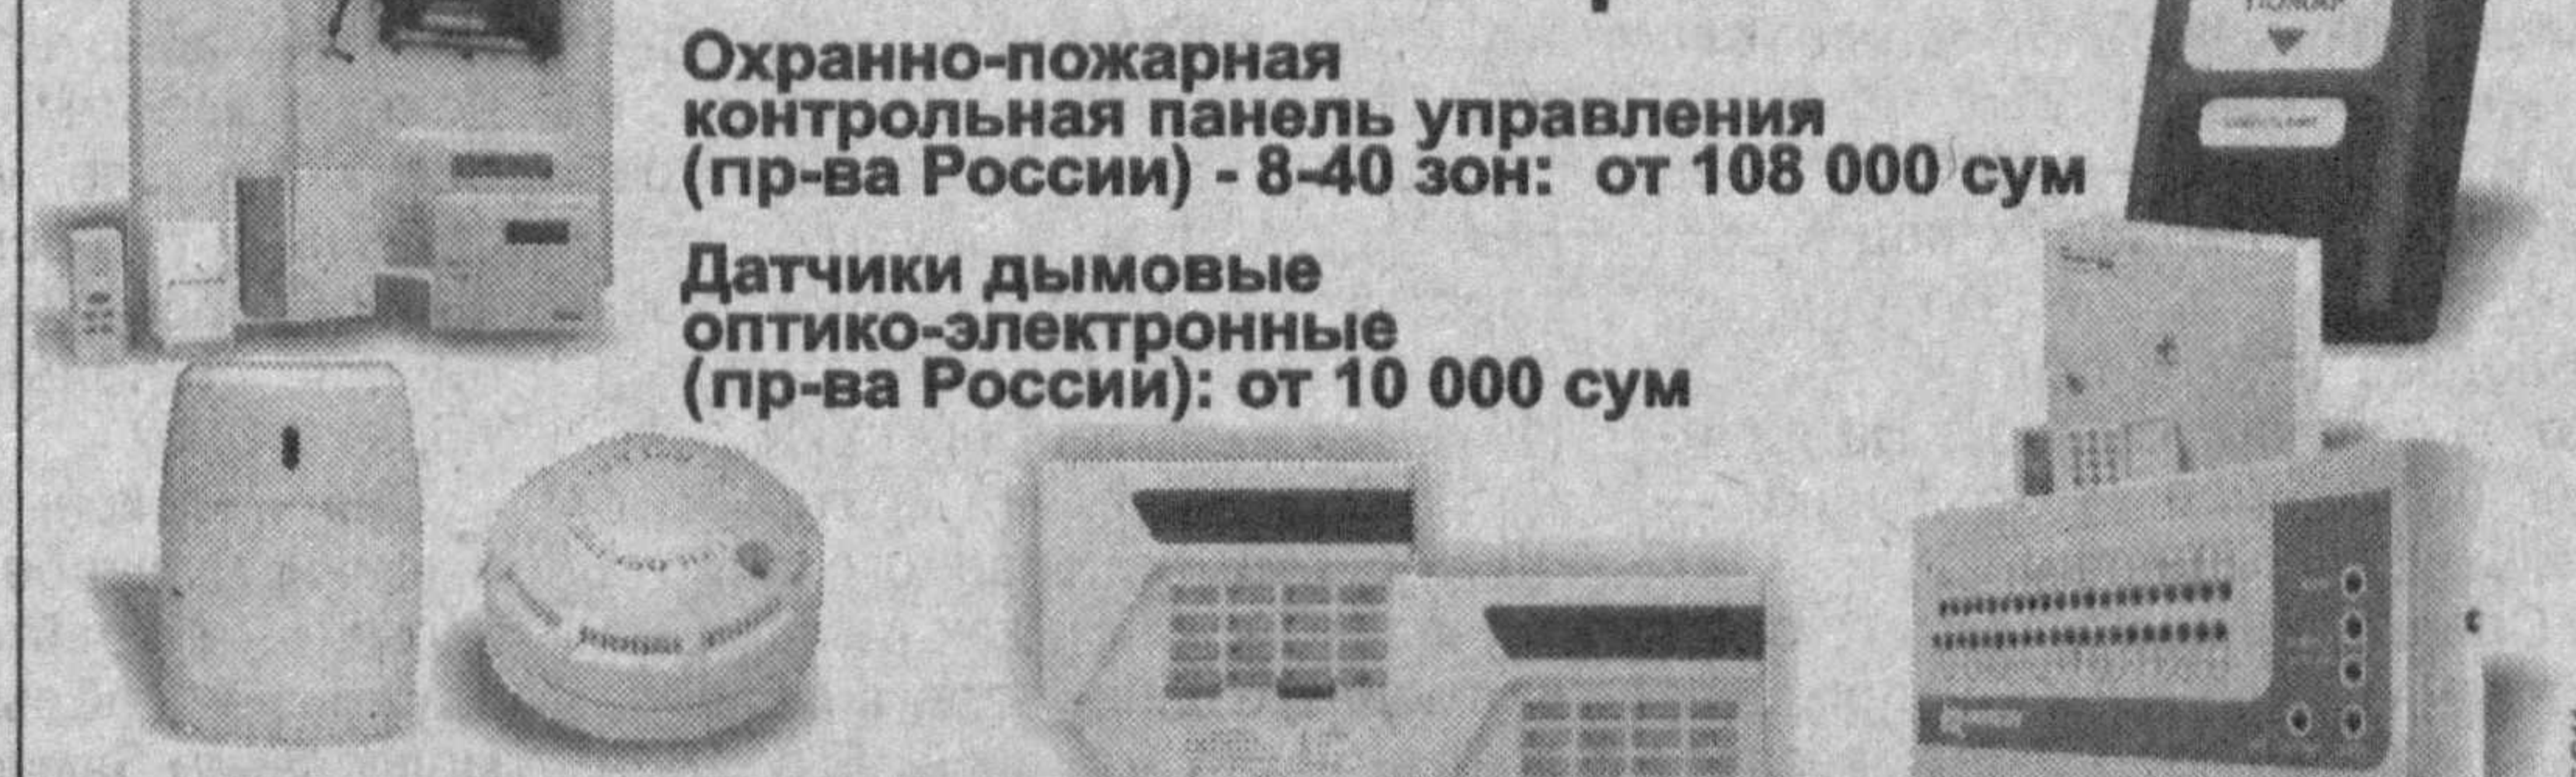 Охранно-пожарная
контрольная панель управления
(пр-ва России) - 8-40 зон: от 108 000 сум
Датчики дымовые
оптико-электронные
(пр-ва России): от 10 000 сум